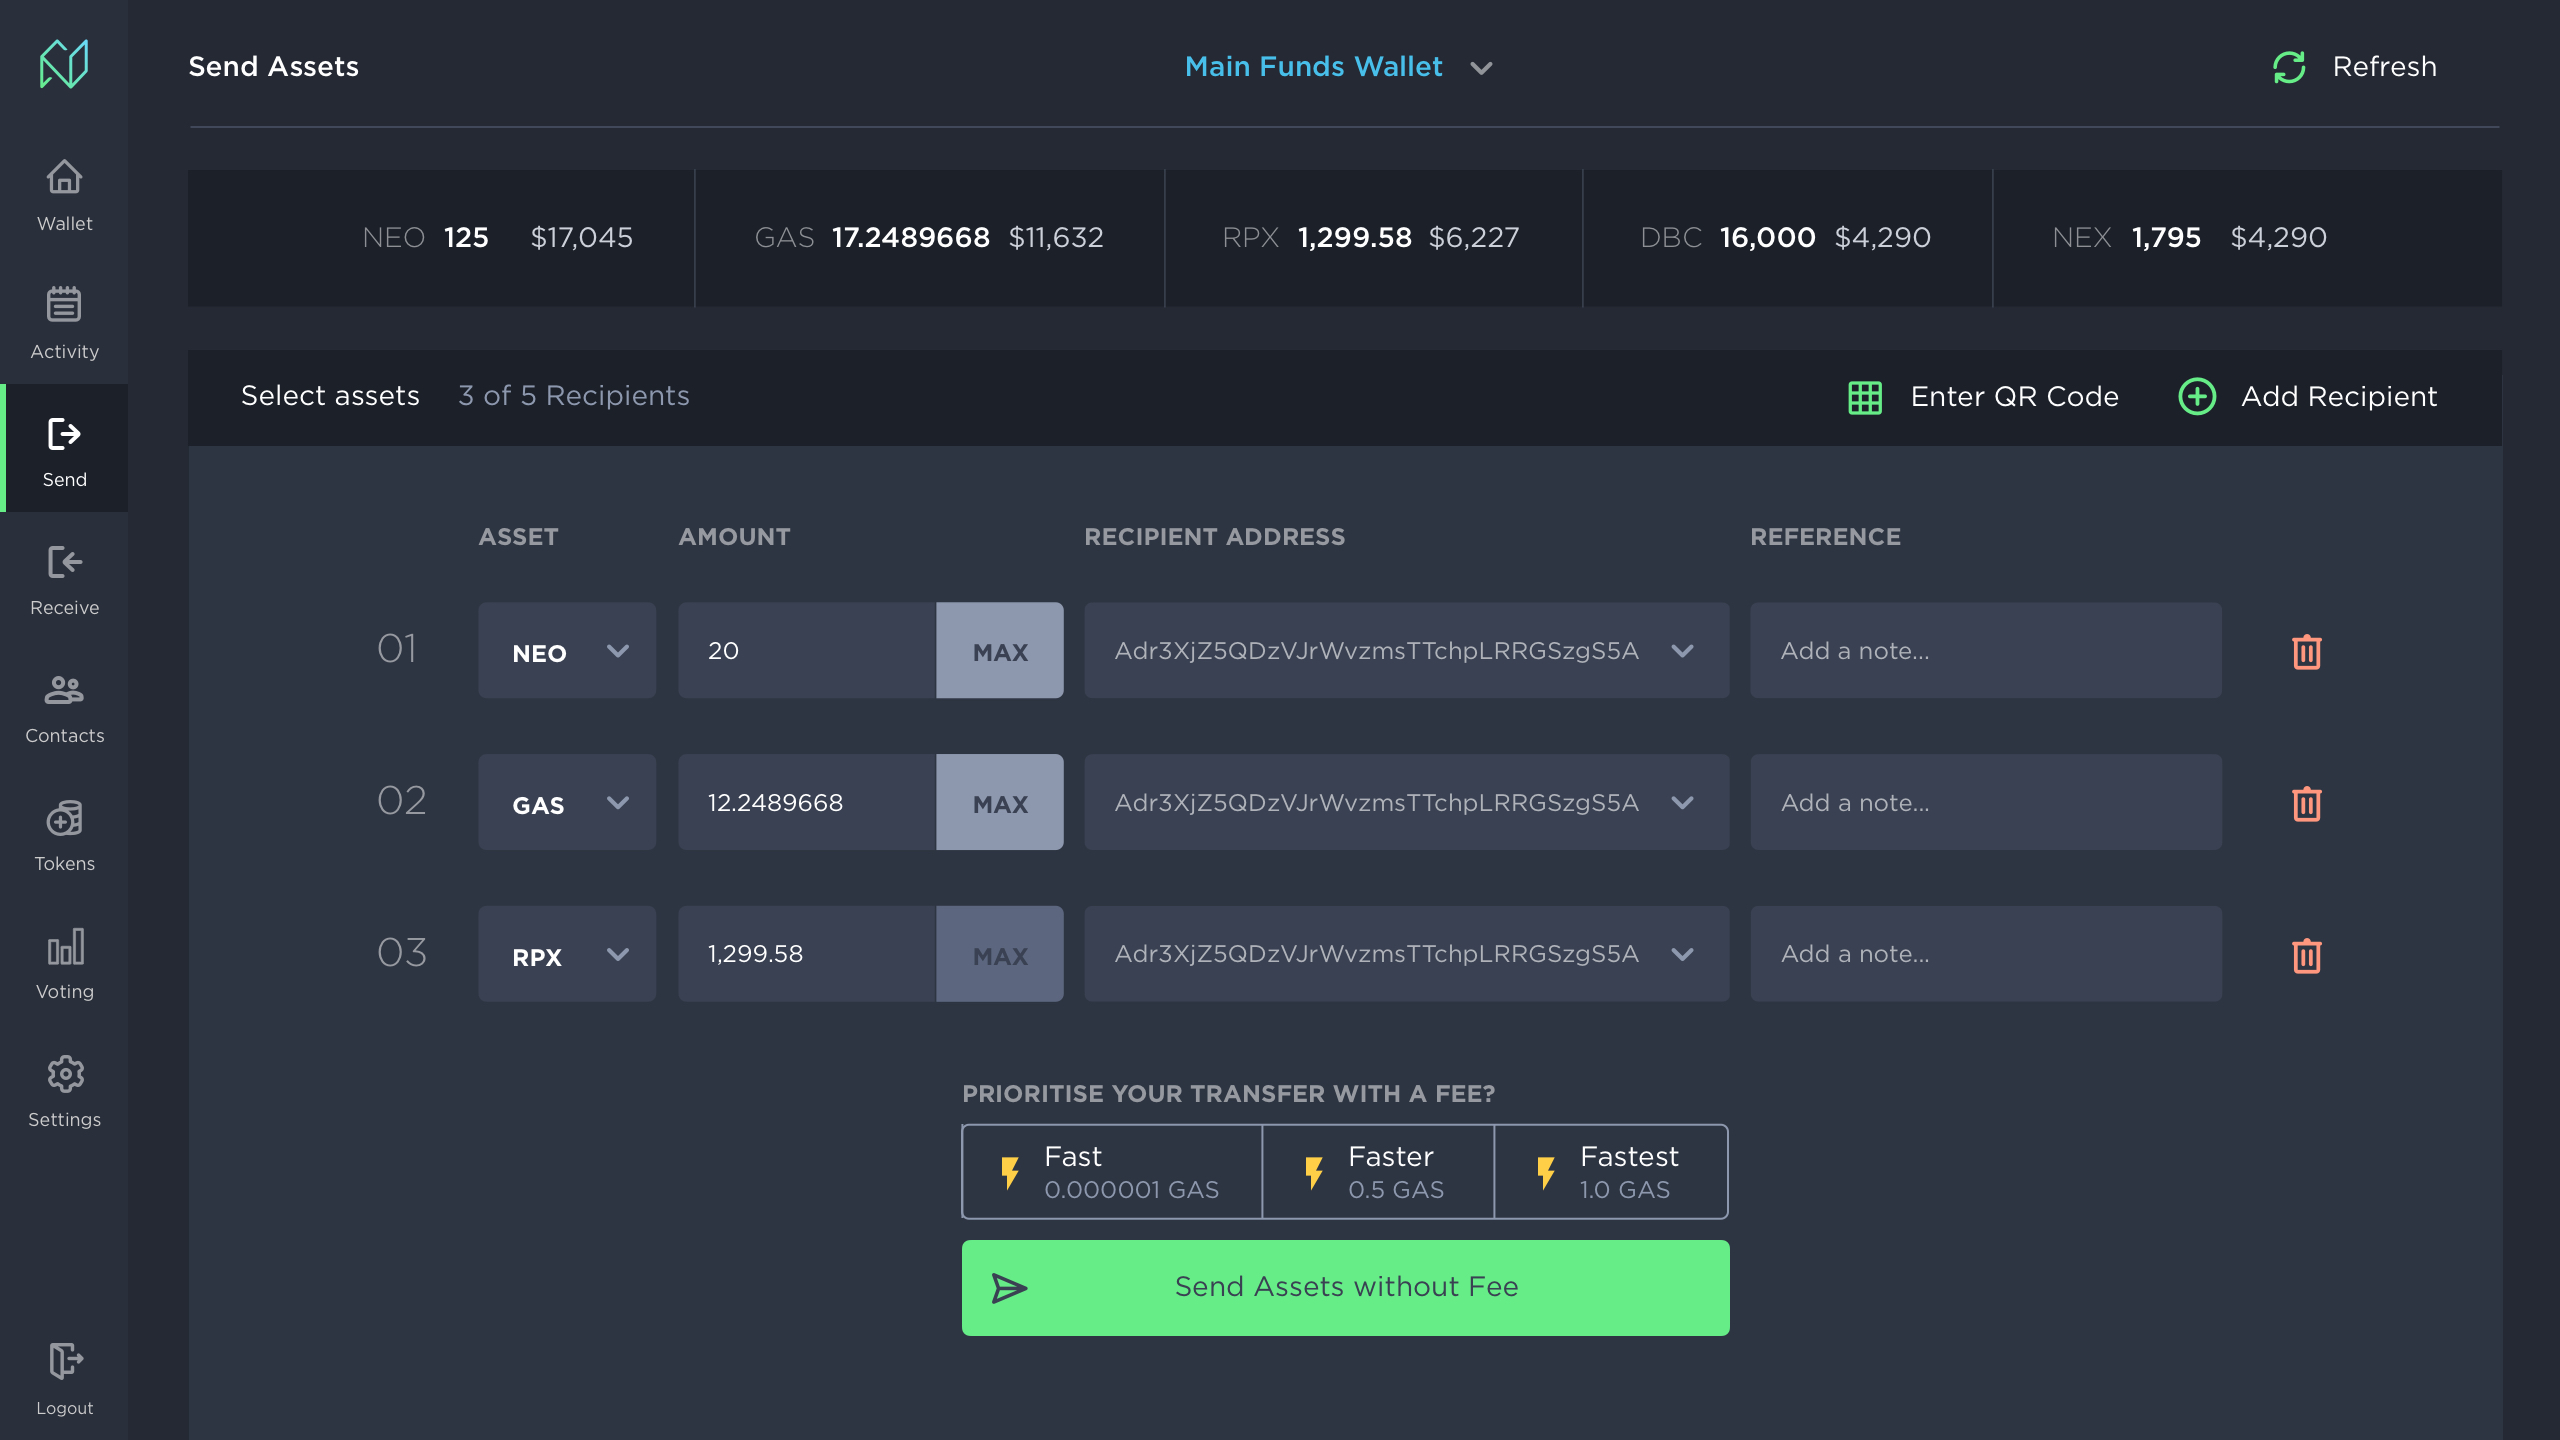 Send Assets
Main Funds Wallet
Refresh
Wallet
Activity
Send
Receive
Contacts
Tokens
Voting
Settings
Logout
NEO 125 $17,045
GAS 17.2489668 $11,632
RPX 1,299.58 $6,227
DBC 16,000 $4,290
NEX 1,795 $4,290
Select assets 3 of 5 Recipients
Enter QR Code
Add Recipient
ASSET AMOUNT RECIPIENT ADDRESS REFERENCE
01 NEO 20 MAX Adr3XjZ5QDzVJrWvzmsTTchpLRRGSzgS5A Add a note...
02 GAS 12.2489668 MAX Adr3XjZ5QDzVJrWvzmsTTchpLRRGSzgS5A Add a note...
03 RPX 1,299.58 MAX Adr3XjZ5QDzVJrWvzmsTTchpLRRGSzgS5A Add a note...
PRIORITISE YOUR TRANSFER WITH A FEE?
Fast
0.000001 GAS
Faster
0.5 GAS
Fastest
1.0 GAS
Send Assets without Fee